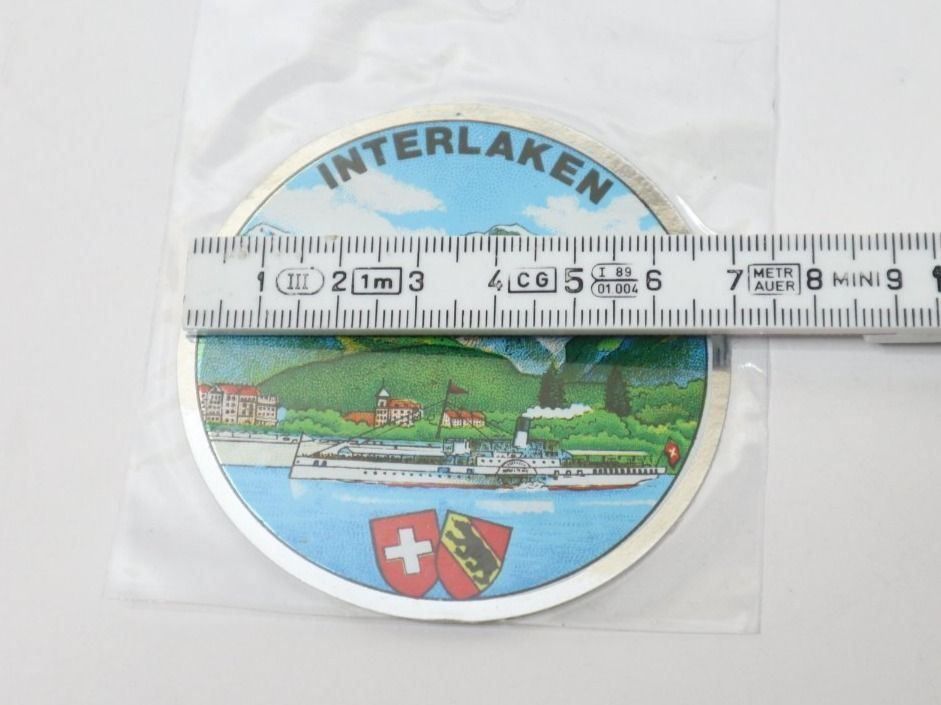 INTERLAKEN
1 III 2 1m 3 4 CG 5 I 89 6 7 METR 8 MINI 9
01 004 AUER